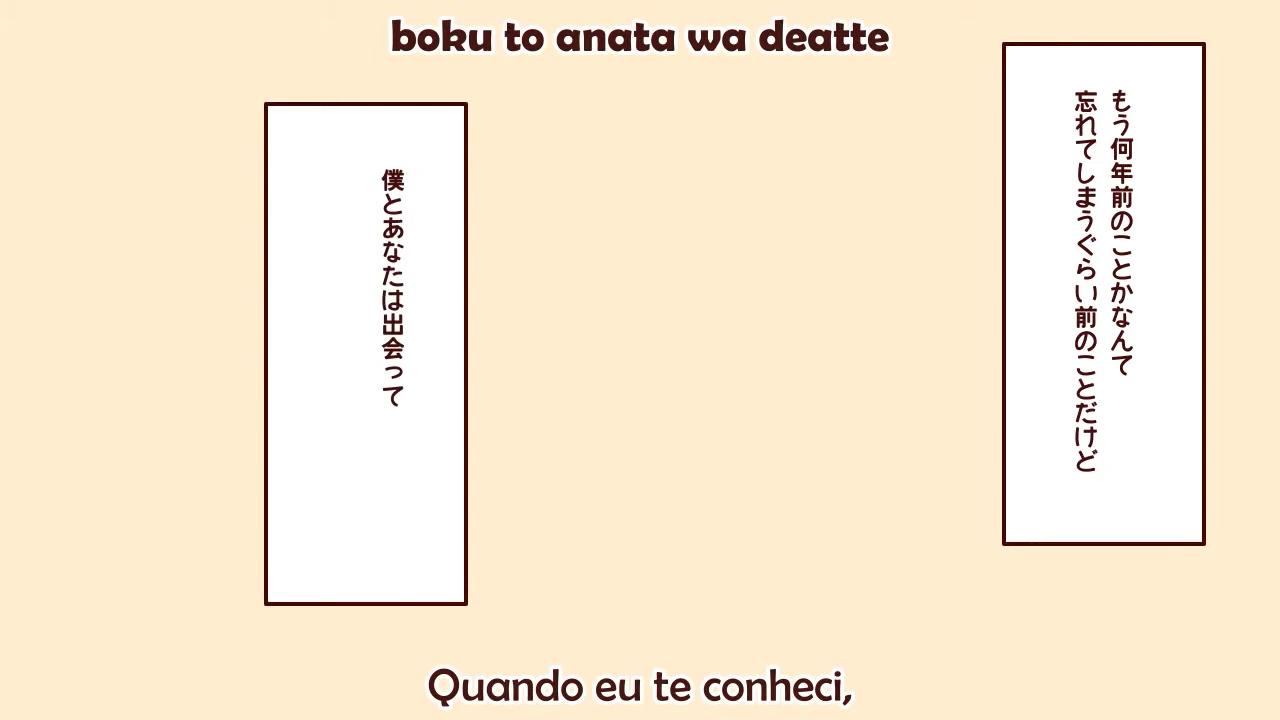 boku to anata wa deatte
もう何年前のことかなんて
忘れてしまうぐらい前のことだけど
僕とあなたは出会って
Quando eu te conheci,